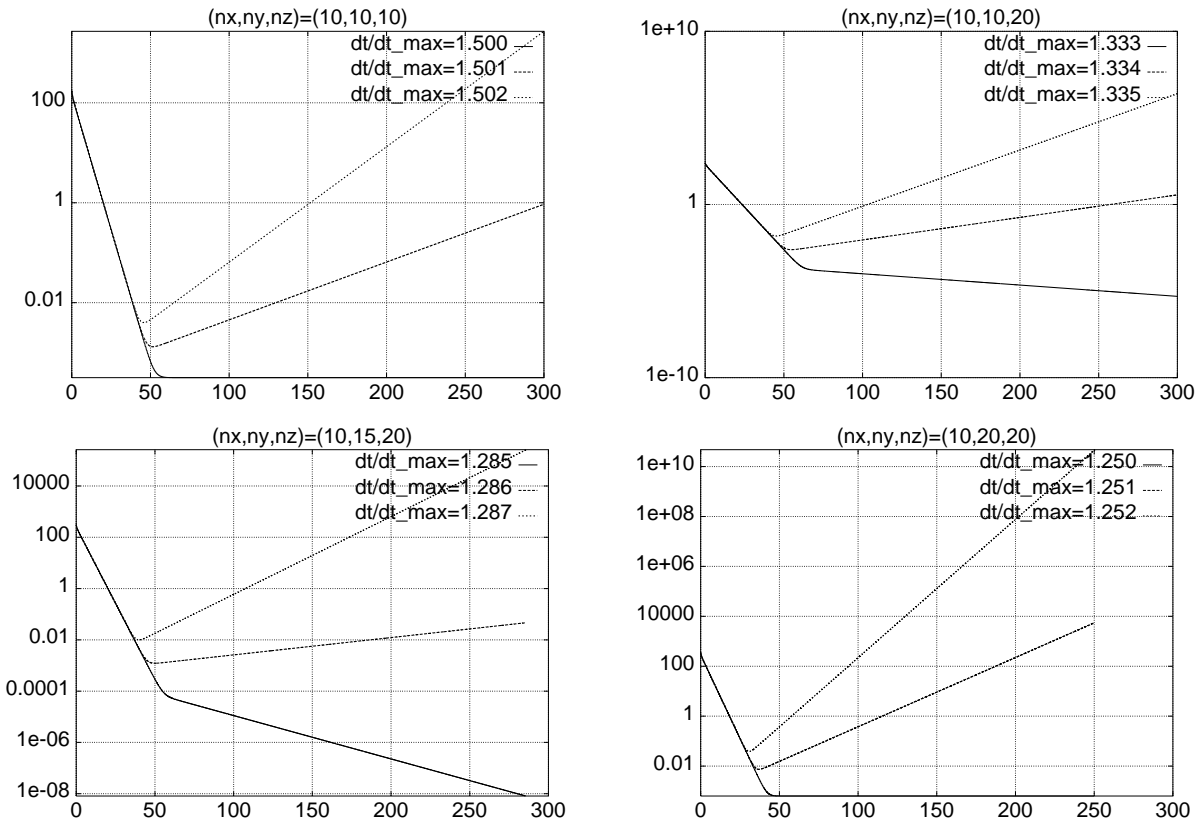 (nx,ny,nz)=(10,10,10)
dt/dt_max=1.500
dt/dt_max=1.501
dt/dt_max=1.502
100
1
0.01
0 50 100 150 200 250 300
(nx,ny,nz)=(10,10,20)
1e+10
dt/dt_max=1.333
dt/dt_max=1.334
dt/dt_max=1.335
1
1e-10
0 50 100 150 200 250 300
(nx,ny,nz)=(10,15,20)
dt/dt_max=1.285
dt/dt_max=1.286
dt/dt_max=1.287
10000
100
1
0.01
0.0001
1e-06
1e-08
0 50 100 150 200 250 300
(nx,ny,nz)=(10,20,20)
dt/dt_max=1.250
dt/dt_max=1.251
dt/dt_max=1.252
1e+10
1e+08
1e+06
10000
100
1
0.01
0 50 100 150 200 250 300